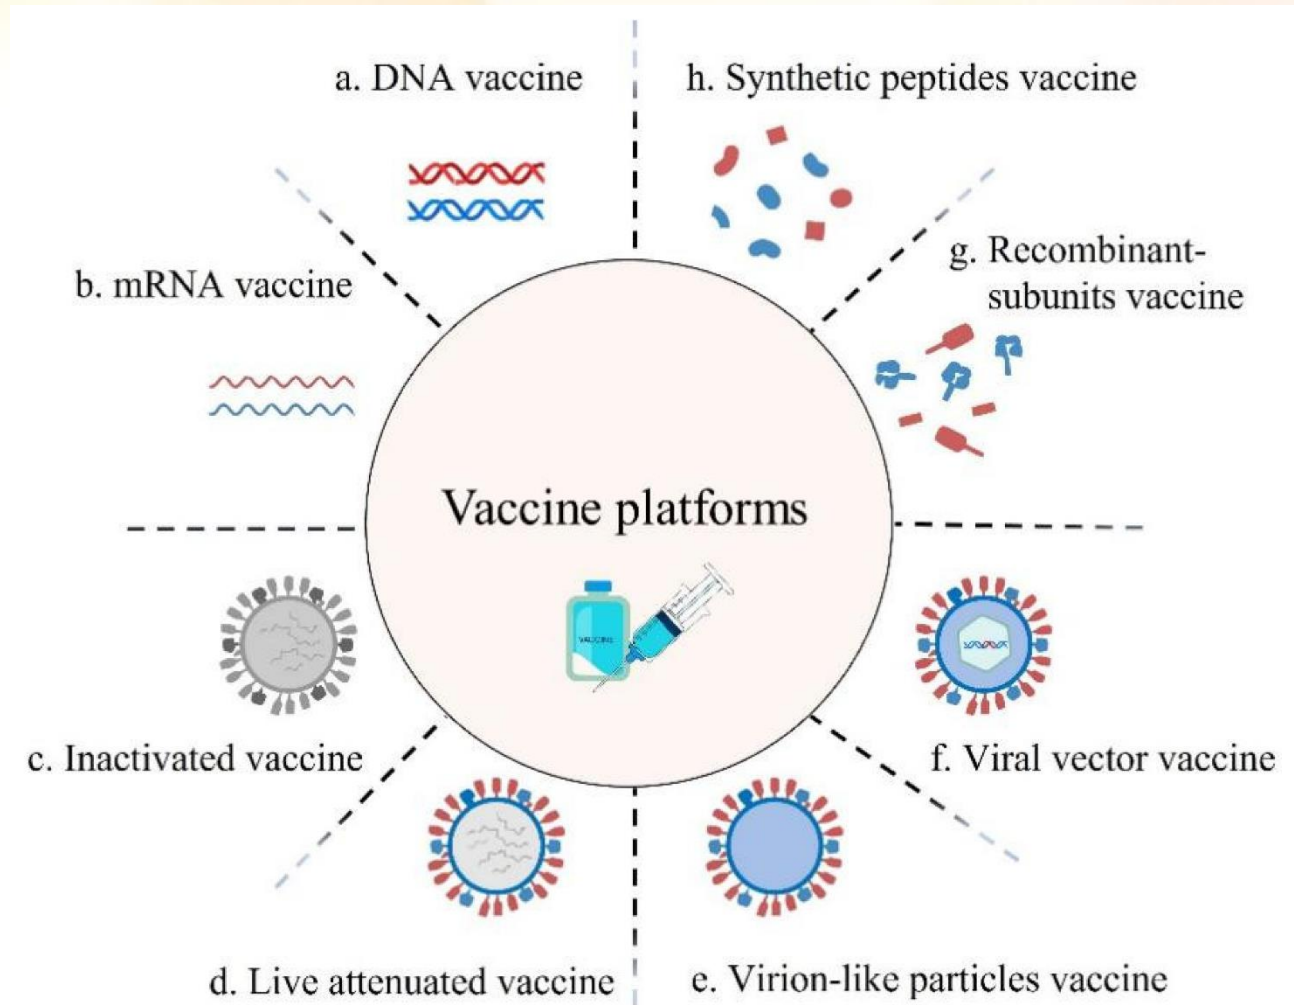 a. DNA vaccine
h. Synthetic peptides vaccine
b. mRNA vaccine
g. Recombinant-
subunits vaccine
Vaccine platforms
VACCINE
c. Inactivated vaccine
f. Viral vector vaccine
d. Live attenuated vaccine
e. Virion-like particles vaccine